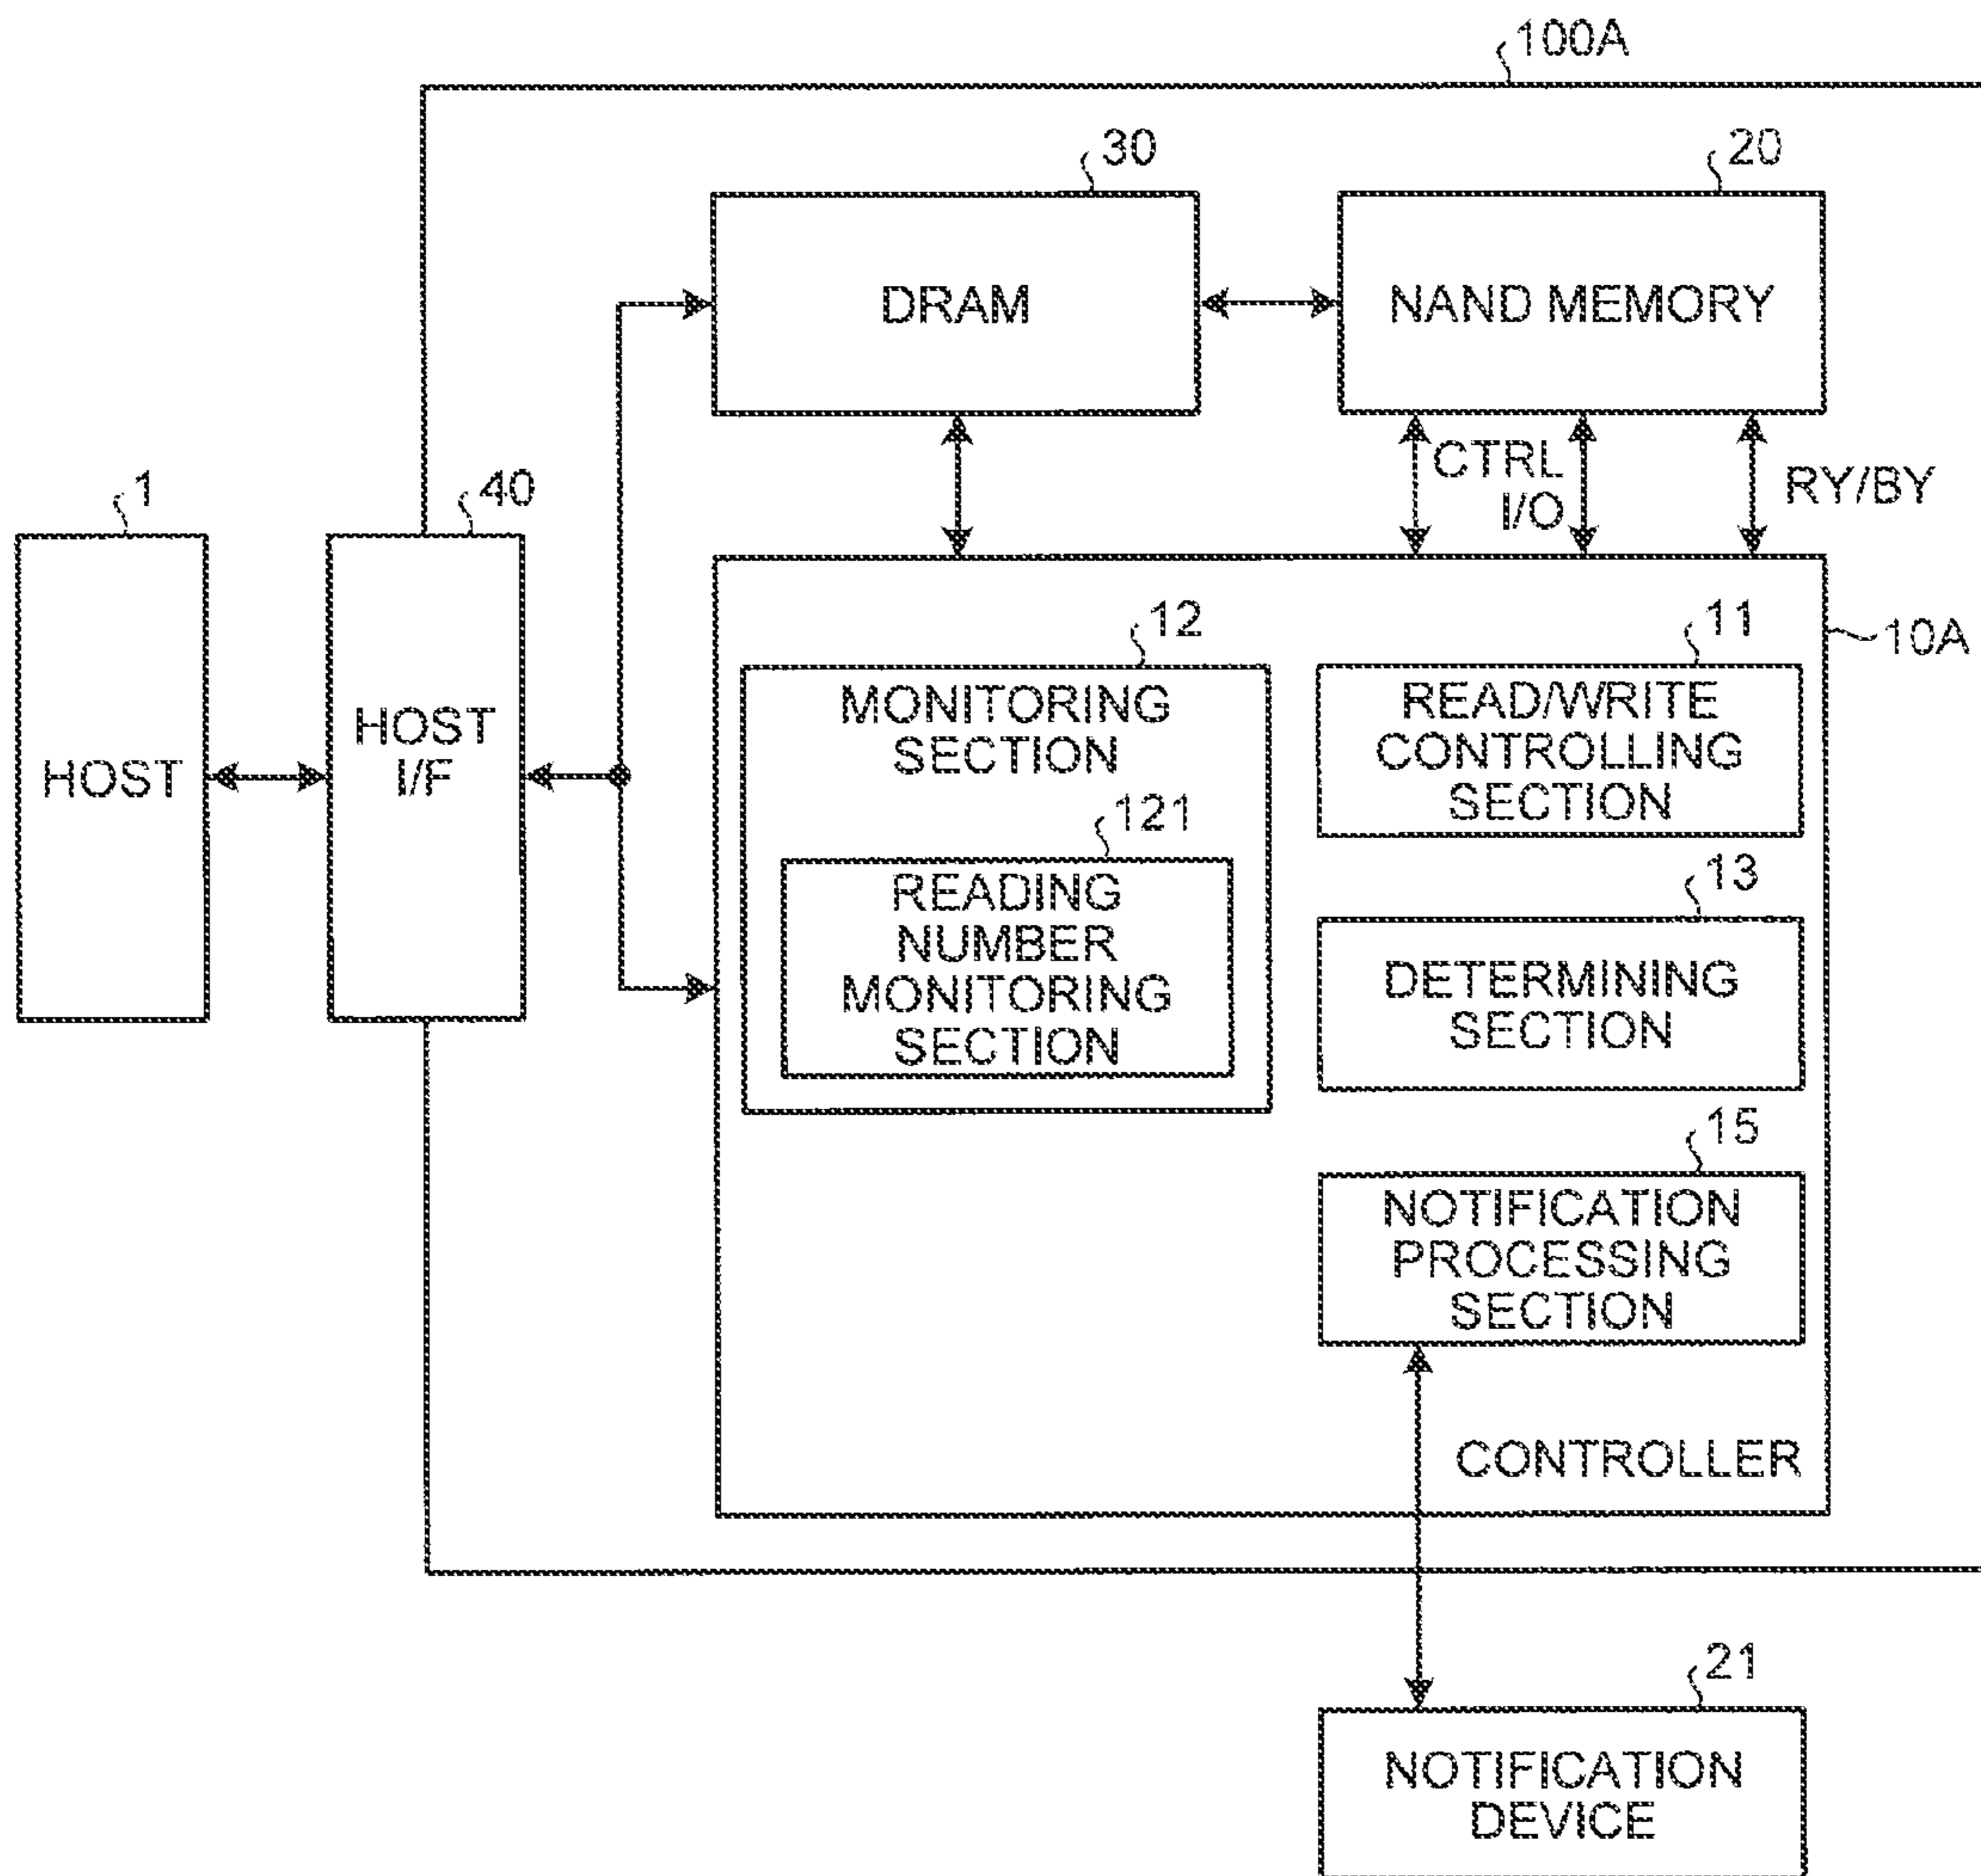 100A
30
20
DRAM
NAND MEMORY
CTRL
I/O
RY/BY
1
40
HOST
HOST
I/F
10A
12
MONITORING
SECTION
121
READING
NUMBER
MONITORING
SECTION
11
READ/WRITE
CONTROLLING
SECTION
13
DETERMINING
SECTION
15
NOTIFICATION
PROCESSING
SECTION
CONTROLLER
21
NOTIFICATION
DEVICE